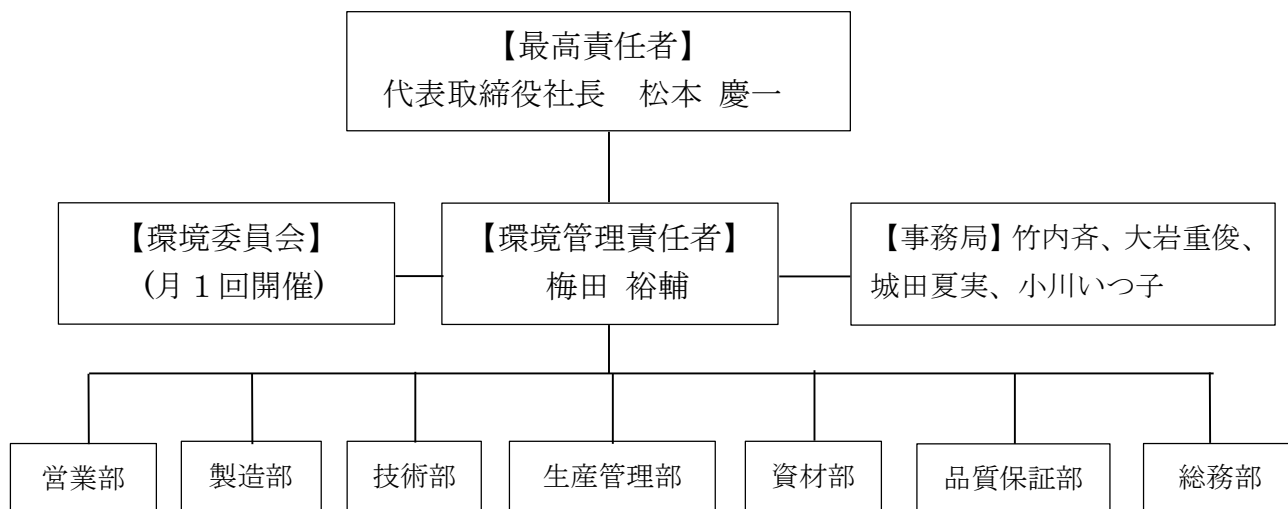 【最高責任者】
代表取締役社長　松本 慶一
【環境委員会】
(月１回開催)
【環境管理責任者】
梅田 裕輔
【事務局】竹内斉、大岩重俊、
城田夏実、小川いつ子
営業部
製造部
技術部
生産管理部
資材部
品質保証部
総務部